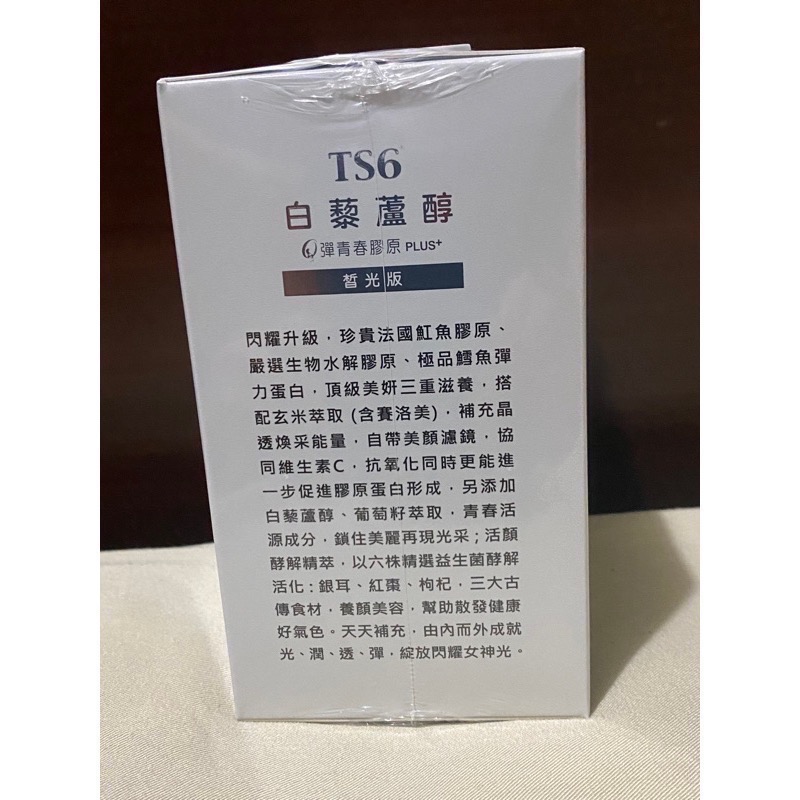 TS6
白藜蘆醇
彈青春膠原 PLUS+
皙光版
閃耀升級，珍貴法國魟魚膠原、
嚴選生物水解膠原、極品鱈魚彈
力蛋白，頂級美妍三重滋養，搭
配玄米萃取 (含賽洛美)，補充晶
透煥采能量，自帶美顏濾鏡，協
同維生素C，抗氧化同時更能進
一步促進膠原蛋白形成，另添加
白藜蘆醇、葡萄籽萃取，青春活
源成分，鎖住美麗再現光采；活顏
酵解精萃，以六株精選益生菌酵解
活化：銀耳、紅棗、枸杞，三大古
傳食材，養顏美容，幫助散發健康
好氣色。天天補充，由內而外成就
光、潤、透、彈，綻放閃耀女神光。